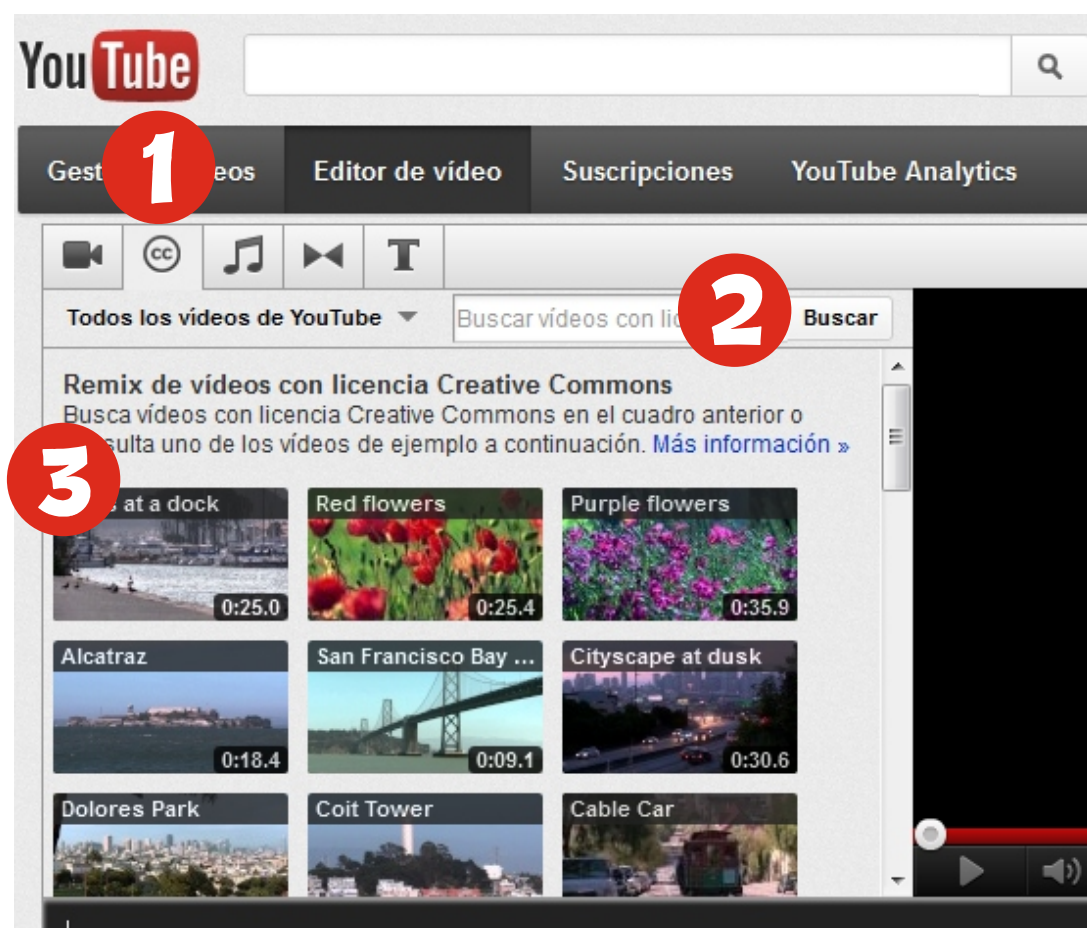 YouTube
1
Gest eos Editor de vídeo Suscripciones YouTube Analytics
cc T
2
Todos los vídeos de YouTube Buscar vídeos con Buscar
Remix de vídeos con licencia Creative Commons
Busca vídeos con licencia Creative Commons en el cuadro anterior o
sulta uno de los vídeos de ejemplo a continuación. Más información »
3
at a dock Red flowers Purple flowers
0:25.0 0:25.4 0:35.9
Alcatraz San Francisco Bay ... Cityscape at dusk
0:18.4 0:09.1 0:30.6
Dolores Park Coit Tower Cable Car